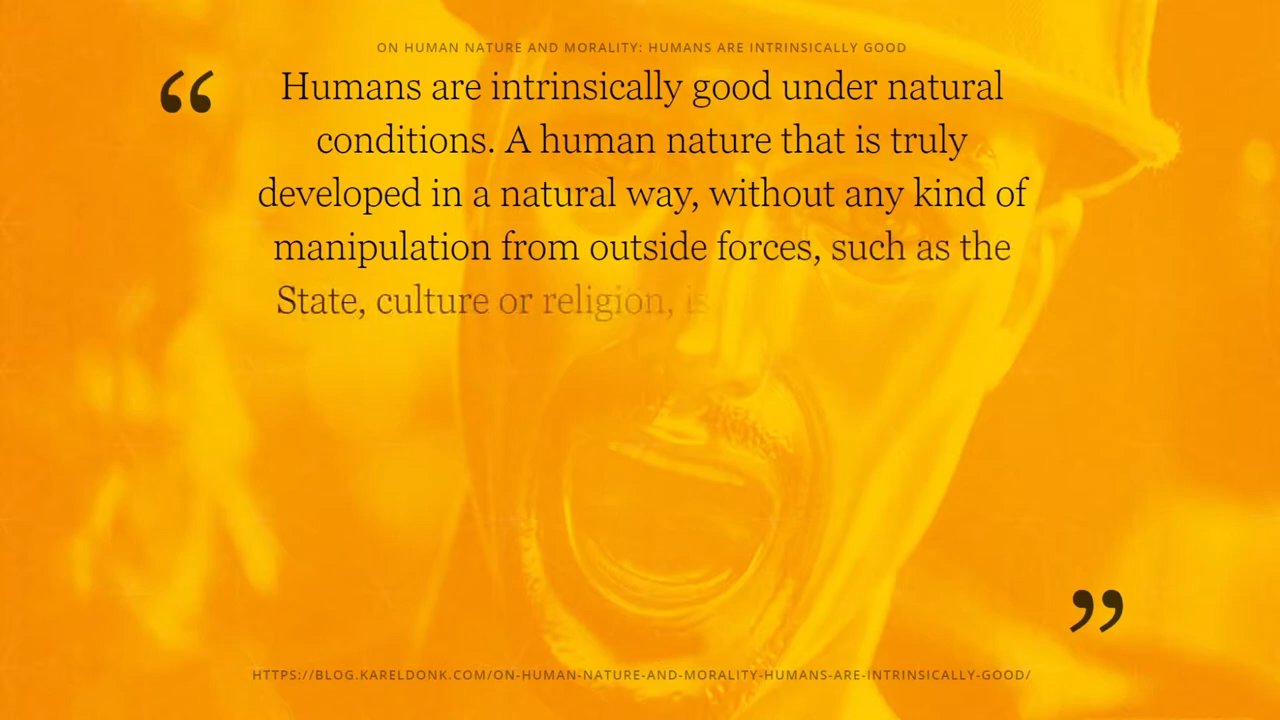 ON HUMAN NATURE AND MORALITY: HUMANS ARE INTRINSICALLY GOOD
“ Humans are intrinsically good under natural
conditions. A human nature that is truly
developed in a natural way, without any kind of
manipulation from outside forces, such as the
State, culture or religion, is
”
HTTPS://BLOG.KARELDONK.COM/ON-HUMAN-NATURE-AND-MORALITY-HUMANS-ARE-INTRINSICALLY-GOOD/